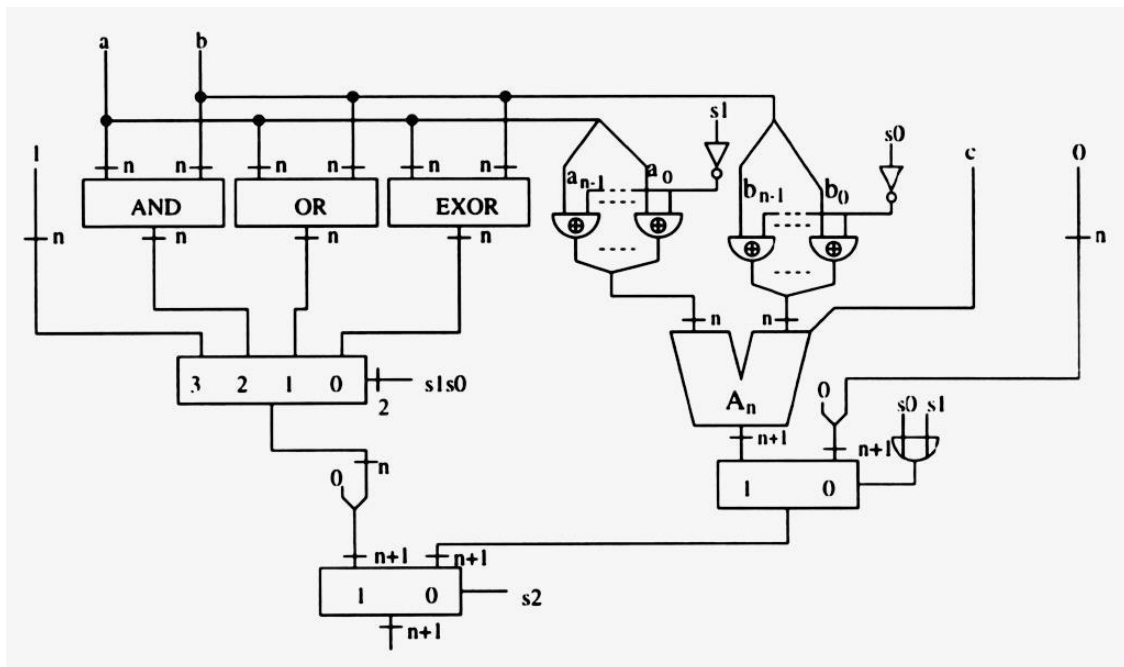 a b
s1
s0
1 n n n n n n c 0
a n-1 a 0
b n-1 b 0
AND OR EXOR
⊕ ⊕
n n n n n
⊕ ⊕
n n
3 2 1 0 s1s0
2
A n
0
s0 s1
n+1 n+1
n
0
1 0
n+1 n+1
1 0 s2
n+1